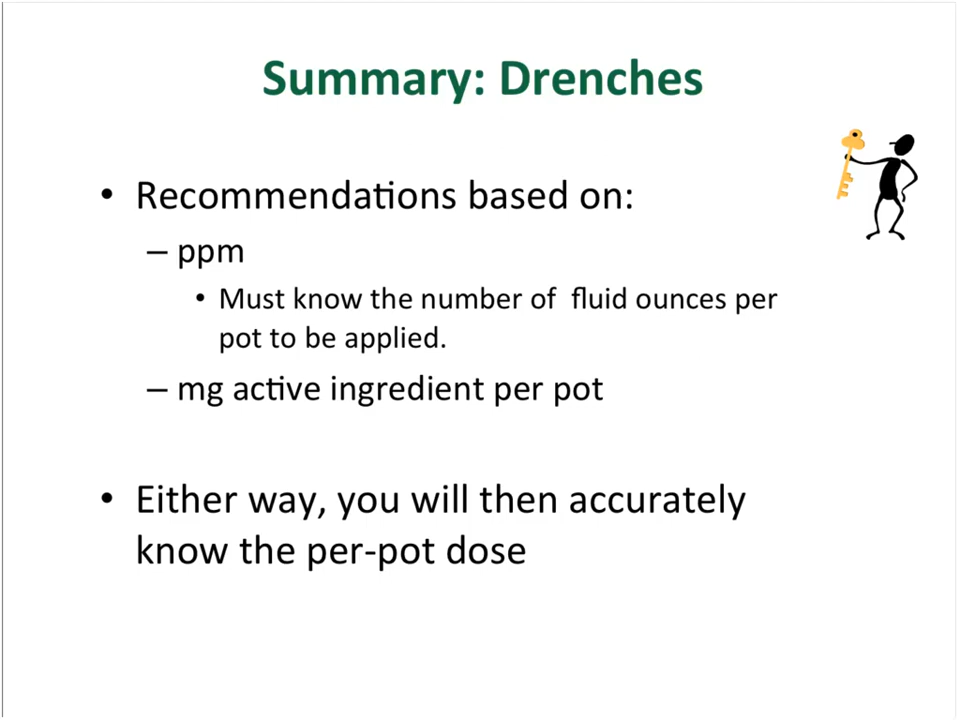 Summary: Drenches
• Recommendations based on:
– ppm
• Must know the number of fluid ounces per
pot to be applied.
– mg active ingredient per pot
• Either way, you will then accurately
know the per-pot dose